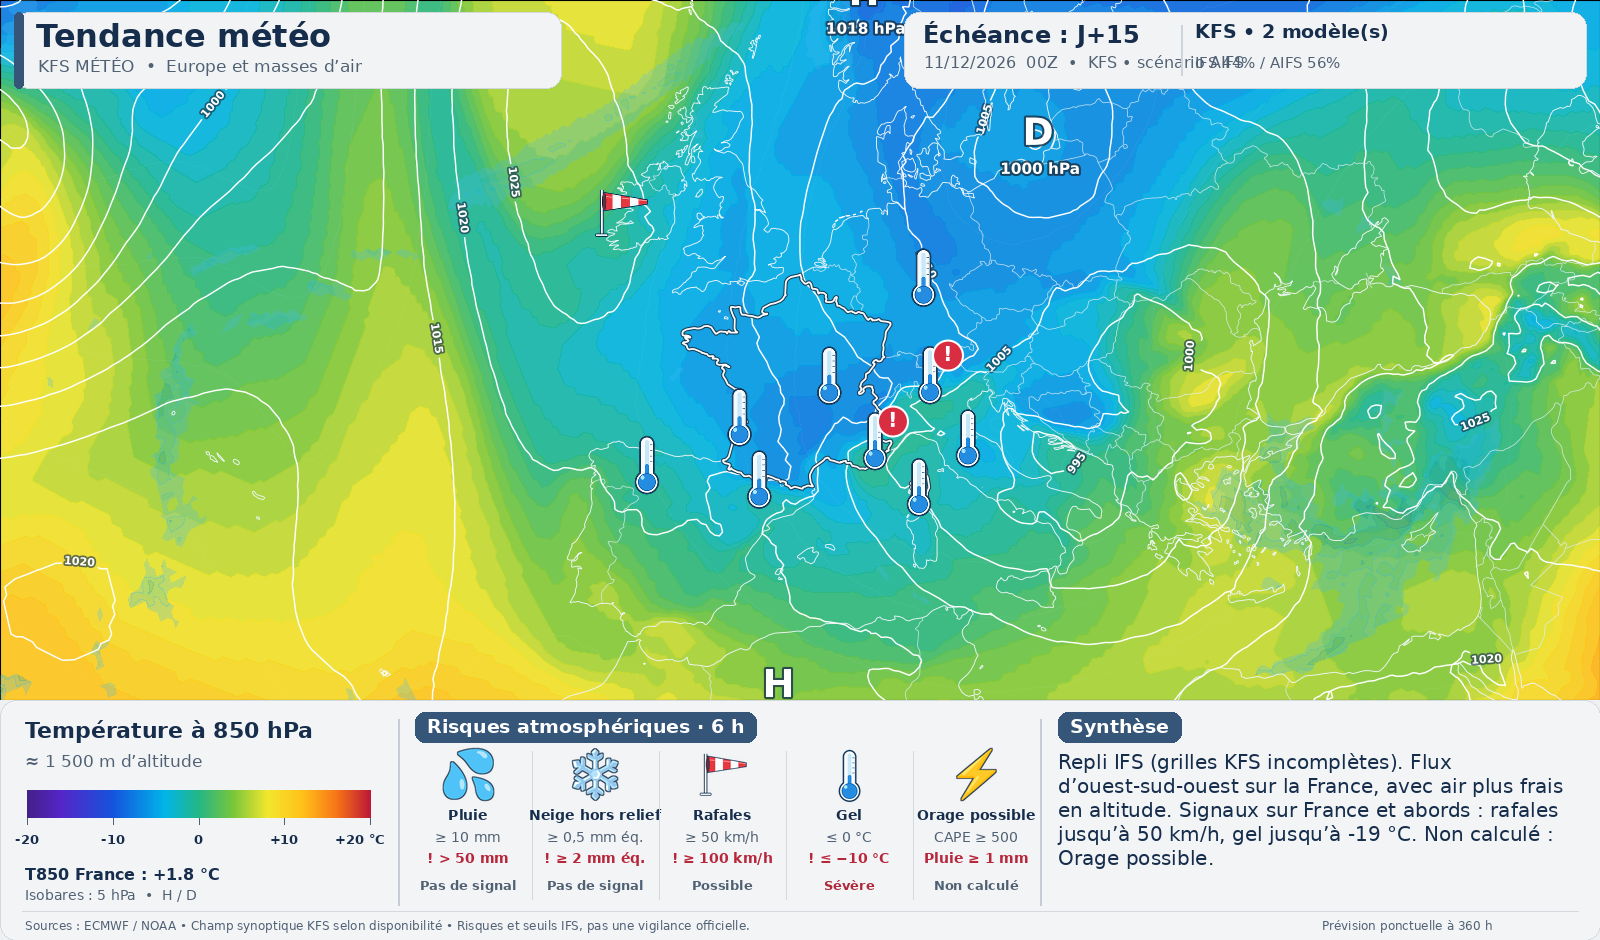 Tendance météo
KFS MÉTÉO • Europe et masses d’air
H
1018 hPa
Échéance : J+15
11/12/2026 00Z • KFS • scénario AIFS
KFS • 2 modèle(s)
IFS 44% / AIFS 56%
1000
1005
D
1000 hPa
1025
1020
1015
1005
1000
1025
995
1020
1020
H
!
!
Température à 850 hPa
≈ 1 500 m d’altitude
-20 -10 0 +10 +20 °C
T850 France : +1.8 °C
Isobares : 5 hPa • H / D
Risques atmosphériques · 6 h
Pluie
≥ 10 mm
! > 50 mm
Pas de signal
Neige hors relief
≥ 0,5 mm éq.
! ≥ 2 mm éq.
Pas de signal
Rafales
≥ 50 km/h
! ≥ 100 km/h
Possible
Gel
≤ 0 °C
! ≤ −10 °C
Sévère
Orage possible
CAPE ≥ 500
Pluie ≥ 1 mm
Non calculé
Synthèse
Repli IFS (grilles KFS incomplètes). Flux
d’ouest-sud-ouest sur la France, avec air plus frais
en altitude. Signaux sur France et abords : rafales
jusqu’à 50 km/h, gel jusqu’à -19 °C. Non calculé :
Orage possible.
Sources : ECMWF / NOAA • Champ synoptique KFS selon disponibilité • Risques et seuils IFS, pas une vigilance officielle.
Prévision ponctuelle à 360 h